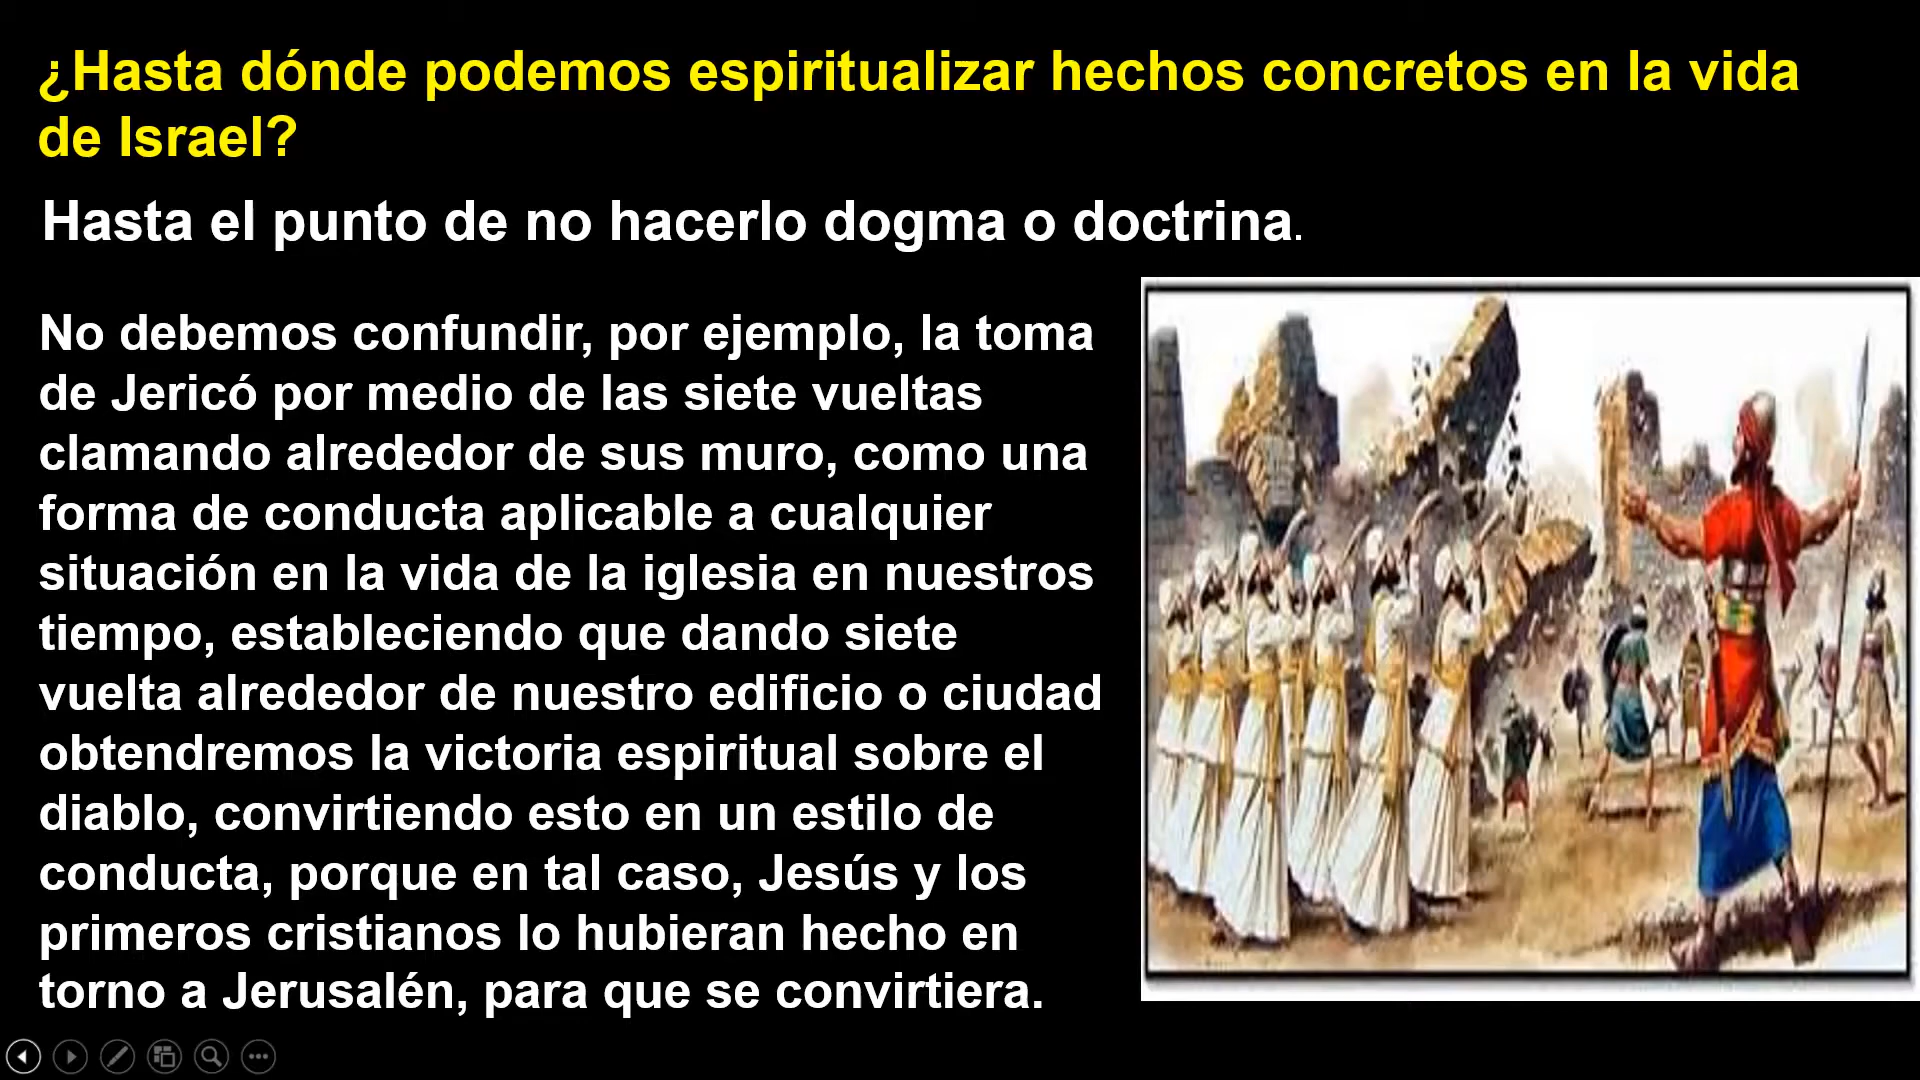 ¿Hasta dónde podemos espiritualizar hechos concretos en la vida
de Israel?
Hasta el punto de no hacerlo dogma o doctrina.
No debemos confundir, por ejemplo, la toma
de Jericó por medio de las siete vueltas
clamando alrededor de sus muro, como una
forma de conducta aplicable a cualquier
situación en la vida de la iglesia en nuestros
tiempo, estableciendo que dando siete
vuelta alrededor de nuestro edificio o ciudad
obtendremos la victoria espiritual sobre el
diablo, convirtiendo esto en un estilo de
conducta, porque en tal caso, Jesús y los
primeros cristianos lo hubieran hecho en
torno a Jerusalén, para que se convirtiera.